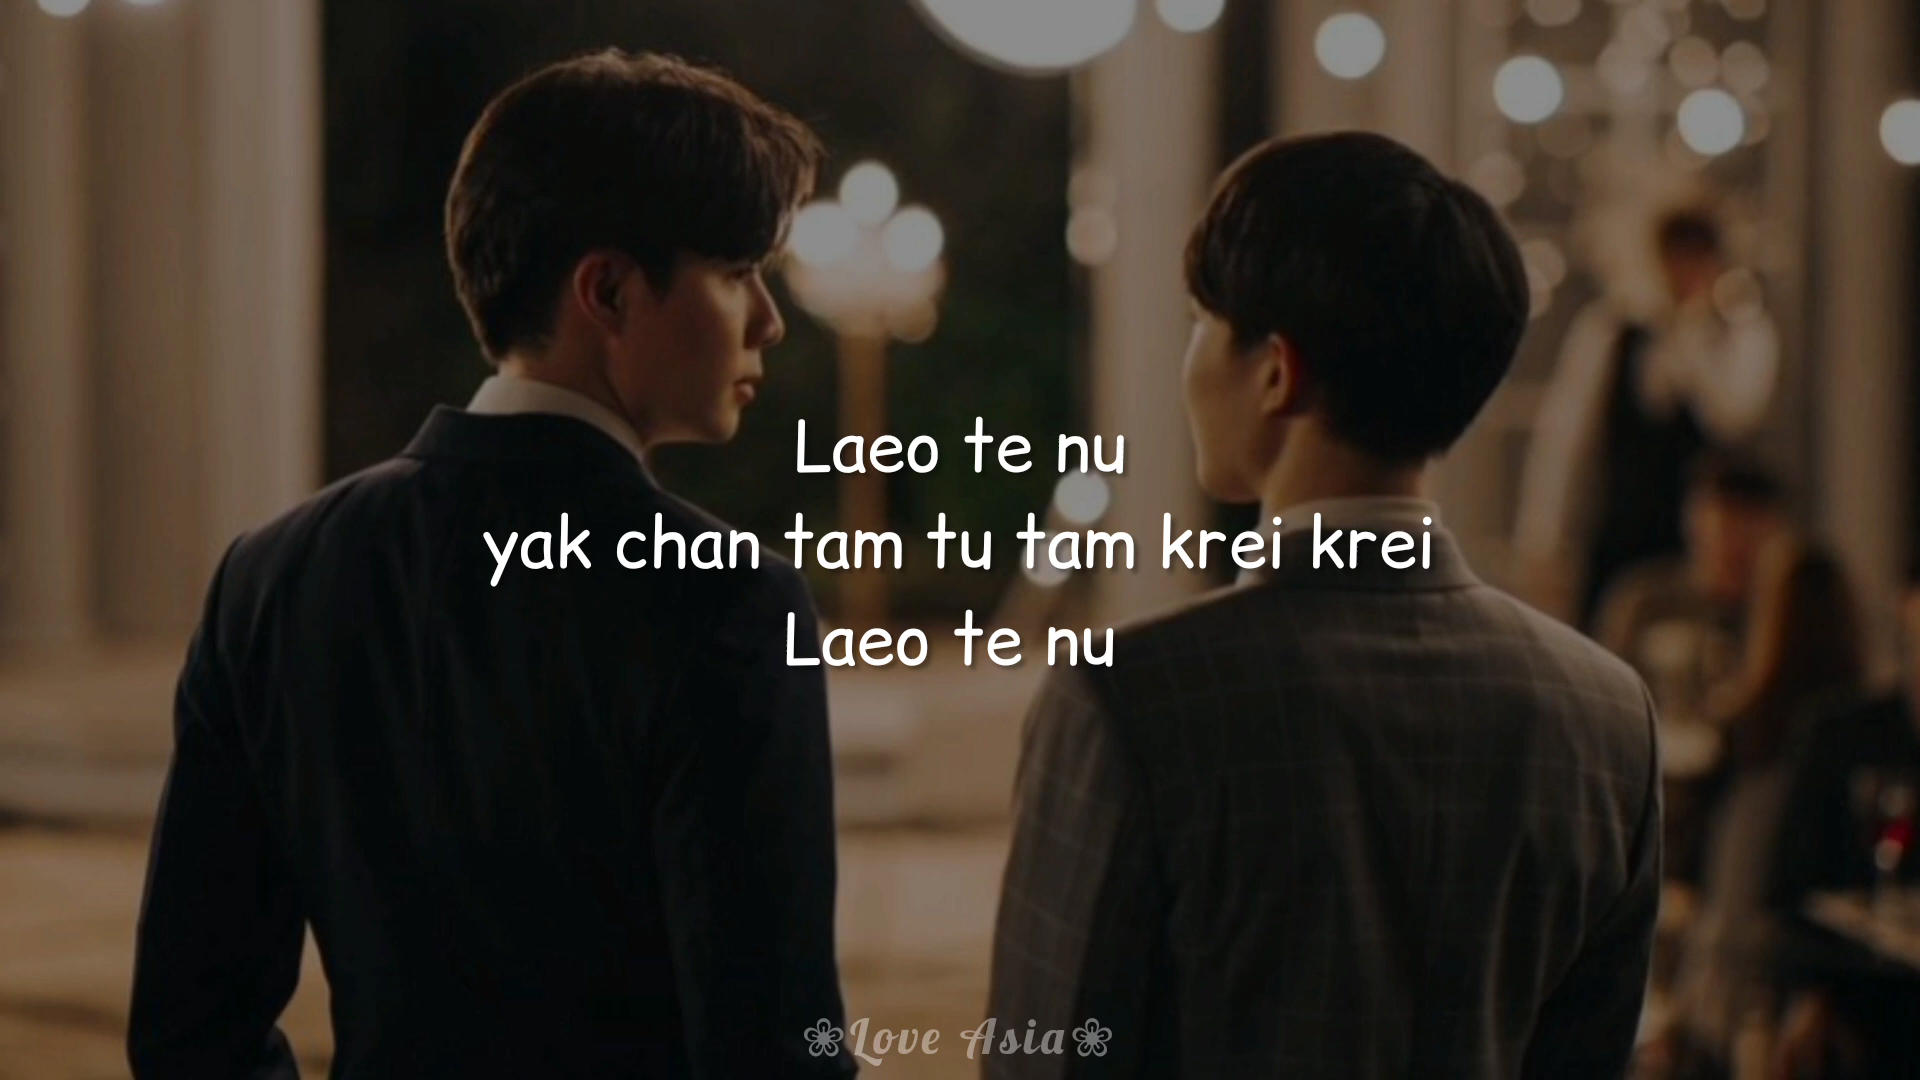 Laeo te nu
yak chan tam tu tam krei krei
Laeo te nu
❀Love Asia❀